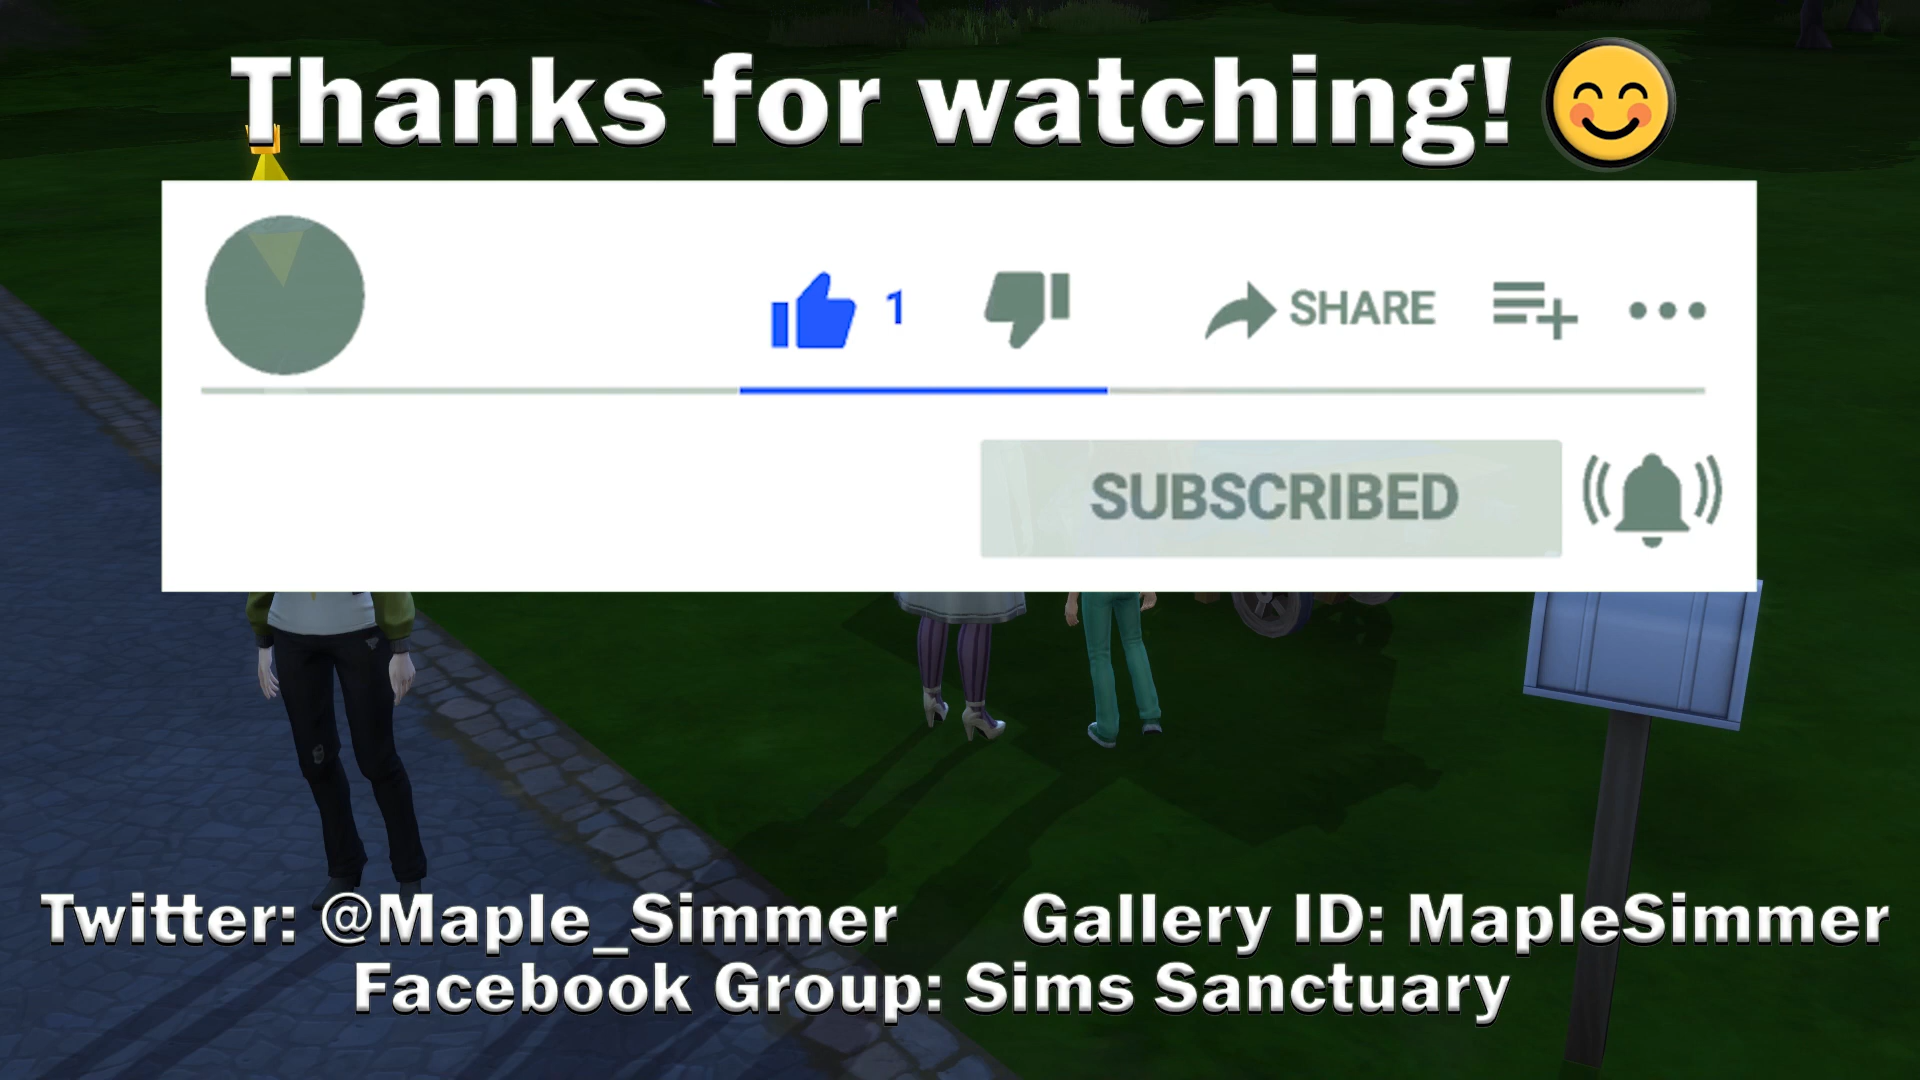 Thanks for watching! 😊
1 SHARE
SUBSCRIBED
Twitter: @Maple_Simmer Gallery ID: MapleSimmer
Facebook Group: Sims Sanctuary